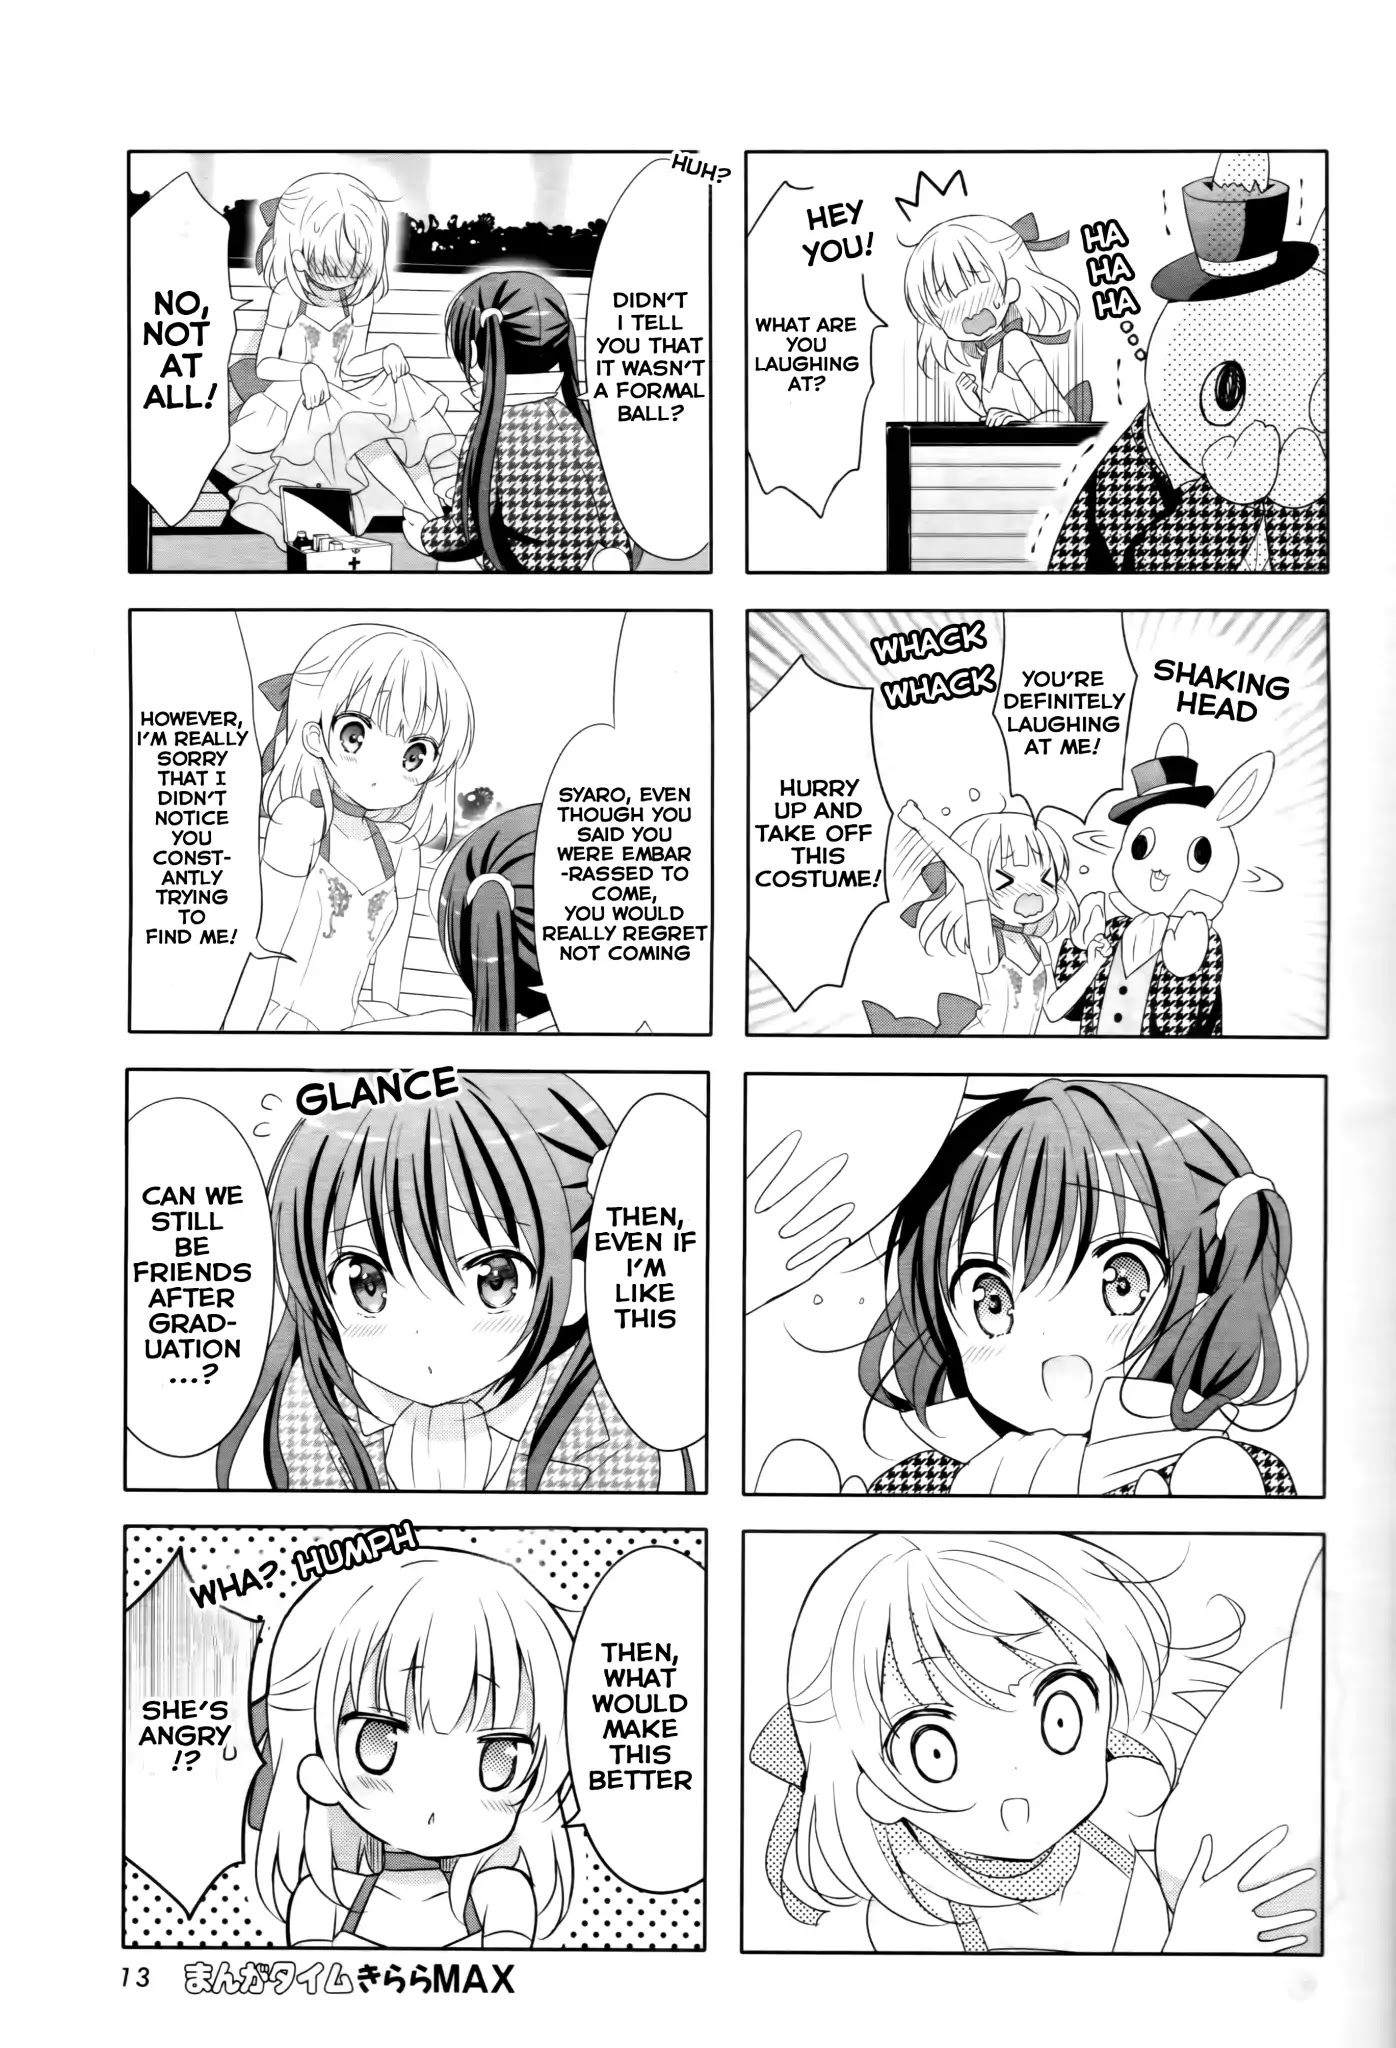 HEY
YOU!
WHAT ARE
YOU
LAUGHING
AT?
HA
HA
HA
SHAKING
HEAD
YOU'RE
DEFINITELY
LAUGHING
AT ME!
WHACK
WHACK
HURRY
UP AND
TAKE OFF
THIS
COSTUME!
HUH?
DIDN'T
I TELL
YOU THAT
IT WASN'T
A FORMAL
BALL?
NO,
NOT
AT
ALL!
SYARO, EVEN
THOUGH YOU
SAID YOU
WERE EMBAR
-RASSED TO
COME,
YOU WOULD
REALLY REGRET
NOT COMING
HOWEVER,
I'M REALLY
SORRY
THAT I
DIDN'T
NOTICE
YOU
CONST-
ANTLY
TRYING
TO
FIND ME!
GLANCE
THEN,
EVEN IF
I'M
LIKE
THIS
CAN WE
STILL
BE
FRIENDS
AFTER
GRAD-
UATION
...?
THEN,
WHAT
WOULD
MAKE
THIS
BETTER
HUMPH
WHA?
SHE'S
ANGRY
!?
13 まんがタイムきららMAX